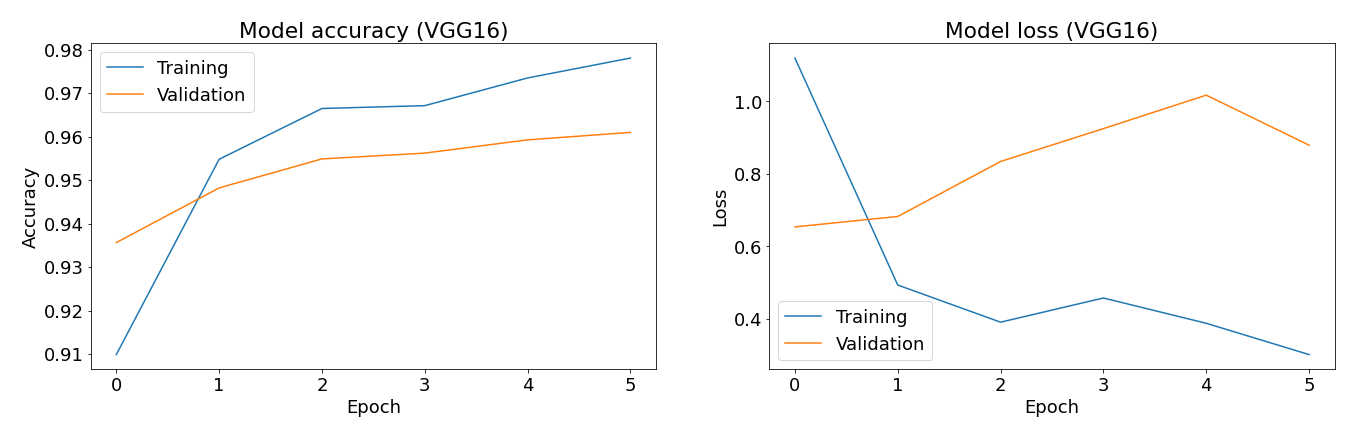 Model accuracy (VGG16)
0.98
0.97
0.96
0.95
0.94
0.93
0.92
0.91
Accuracy
Training
Validation
0 1 2 3 4 5
Epoch
Model loss (VGG16)
1.0
0.8
0.6
0.4
Loss
Training
Validation
0 1 2 3 4 5
Epoch